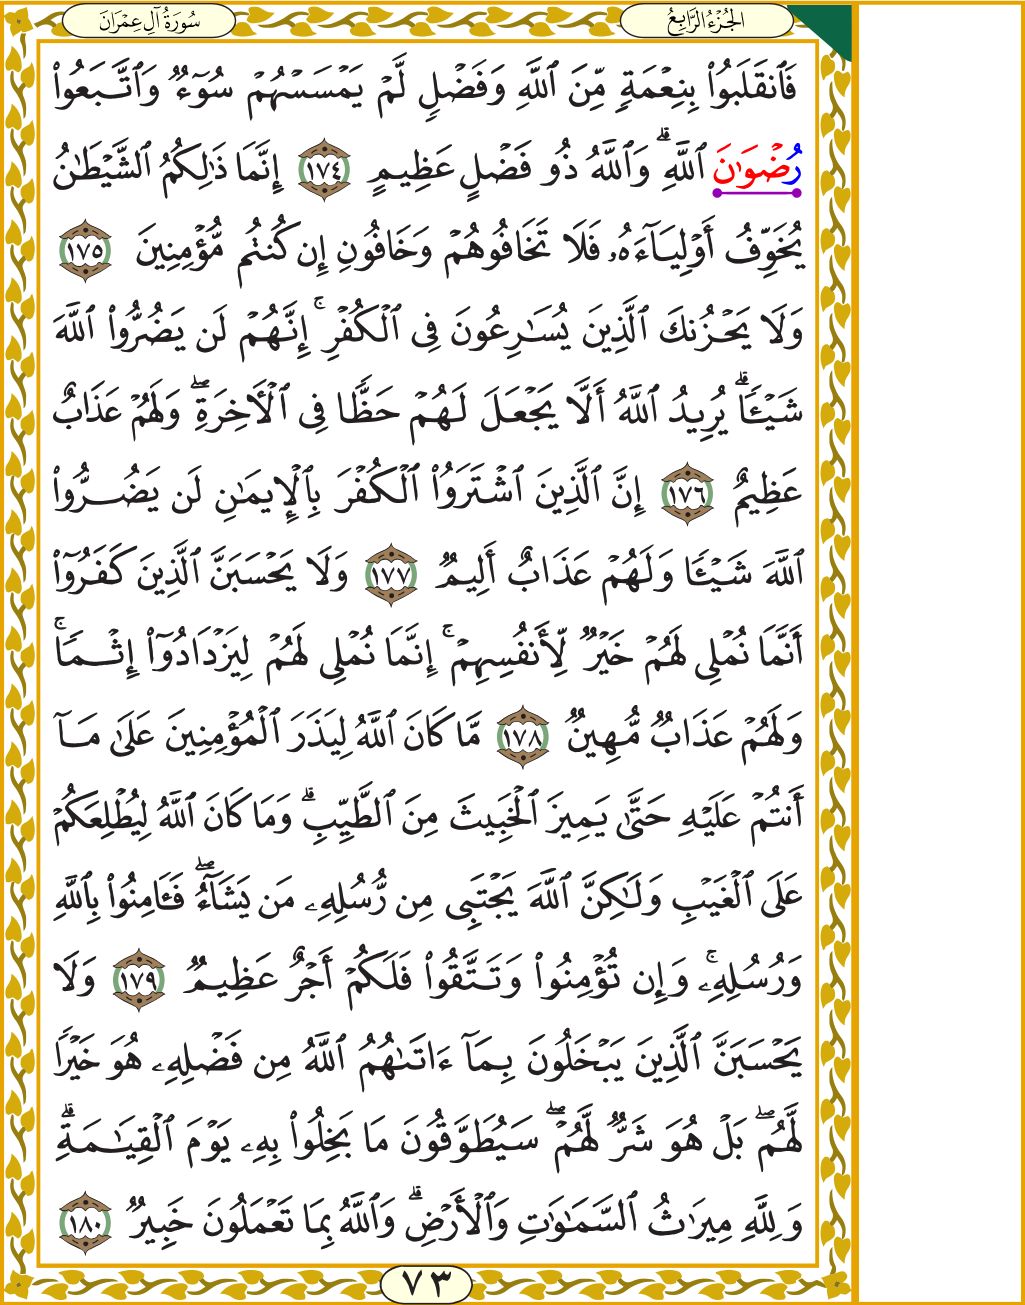 الجُزْءُ الرَّابِعُ
سُورَةُ آلِ عِمْرَان
فَٱنقَلَبُوا۟ بِنِعْمَةٍ مِّنَ ٱللَّهِ وَفَضْلٍ لَّمْ يَمْسَسْهُمْ سُوٓءٌ وَٱتَّبَعُوا۟
رُضْوَٰنَ ٱللَّهِ ۗ وَٱللَّهُ ذُو فَضْلٍ عَظِيمٍ ١٧٤ إِنَّمَا ذَٰلِكُمُ ٱلشَّيْطَٰنُ
يُخَوِّفُ أَوْلِيَآءَهُۥ فَلَا تَخَافُوهُمْ وَخَافُونِ إِن كُنتُم مُّؤْمِنِينَ ١٧٥
وَلَا يَحْزُنكَ ٱلَّذِينَ يُسَٰرِعُونَ فِى ٱلْكُفْرِ ۚ إِنَّهُمْ لَن يَضُرُّوا۟ ٱللَّهَ
شَيْـًٔا ۗ يُرِيدُ ٱللَّهُ أَلَّا يَجْعَلَ لَهُمْ حَظًّا فِى ٱلْـَٔاخِرَةِ ۖ وَلَهُمْ عَذَابٌ
عَظِيمٌ ١٧٦ إِنَّ ٱلَّذِينَ ٱشْتَرَوُا۟ ٱلْكُفْرَ بِٱلْإِيمَٰنِ لَن يَضُرُّوا۟
ٱللَّهَ شَيْـًٔا وَلَهُمْ عَذَابٌ أَلِيمٌ ١٧٧ وَلَا يَحْسَبَنَّ ٱلَّذِينَ كَفَرُوٓا۟
أَنَّمَا نُمْلِى لَهُمْ خَيْرٌ لِّأَنفُسِهِمْ ۚ إِنَّمَا نُمْلِى لَهُمْ لِيَزْدَادُوٓا۟ إِثْمًا ۚ
وَلَهُمْ عَذَابٌ مُّهِينٌ ١٧٨ مَّا كَانَ ٱللَّهُ لِيَذَرَ ٱلْمُؤْمِنِينَ عَلَىٰ مَآ
أَنتُمْ عَلَيْهِ حَتَّىٰ يَمِيزَ ٱلْخَبِيثَ مِنَ ٱلطَّيِّبِ ۗ وَمَا كَانَ ٱللَّهُ لِيُطْلِعَكُمْ
عَلَى ٱلْغَيْبِ وَلَٰكِنَّ ٱللَّهَ يَجْتَبِى مِن رُّسُلِهِۦ مَن يَشَآءُ ۖ فَـَٔامِنُوا۟ بِٱللَّهِ
وَرُسُلِهِۦ ۚ وَإِن تُؤْمِنُوا۟ وَتَتَّقُوا۟ فَلَكُمْ أَجْرٌ عَظِيمٌ ١٧٩ وَلَا
يَحْسَبَنَّ ٱلَّذِينَ يَبْخَلُونَ بِمَآ ءَاتَىٰهُمُ ٱللَّهُ مِن فَضْلِهِۦ هُوَ خَيْرًا
لَّهُم ۖ بَلْ هُوَ شَرٌّ لَّهُمْ ۖ سَيُطَوَّقُونَ مَا بَخِلُوا۟ بِهِۦ يَوْمَ ٱلْقِيَٰمَةِ ۗ
وَلِلَّهِ مِيرَٰثُ ٱلسَّمَٰوَٰتِ وَٱلْأَرْضِ ۗ وَٱللَّهُ بِمَا تَعْمَلُونَ خَبِيرٌ ١٨٠
٧٣